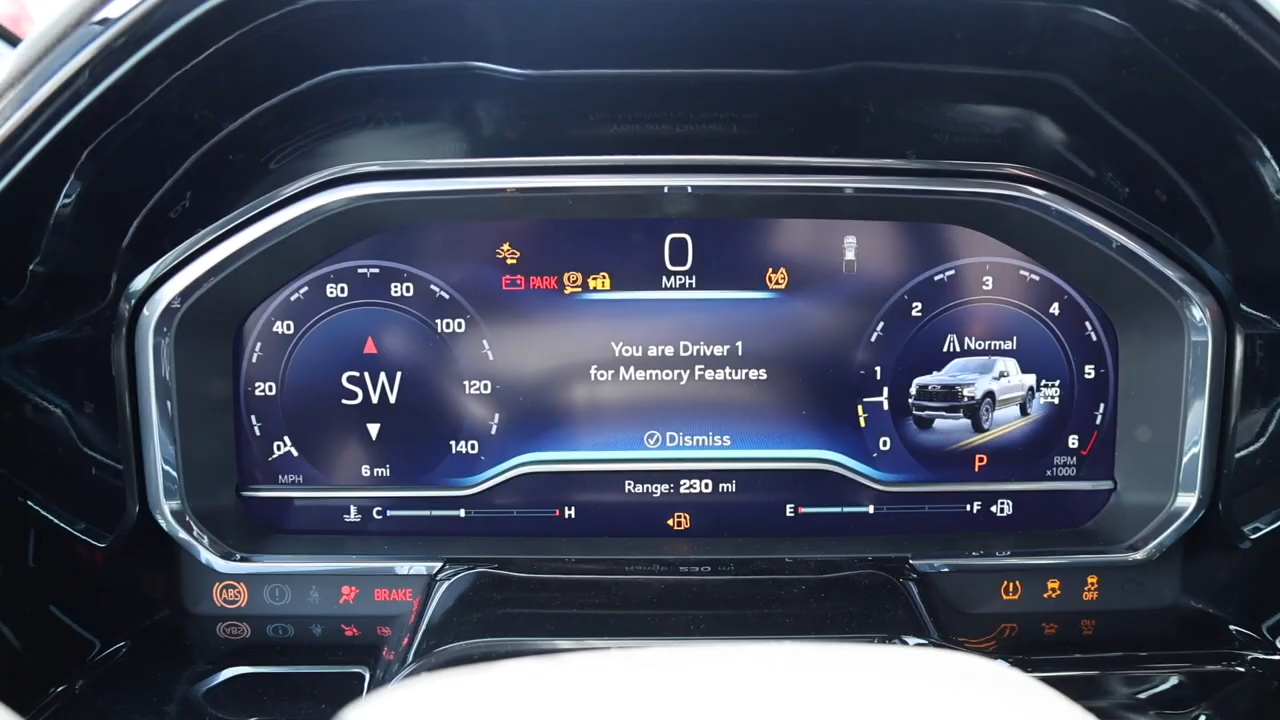 0
MPH
PARK
T/C
You are Driver 1
for Memory Features
Dismiss
0
20
40
60
80
100
120
140
MPH
SW
6 mi
0
1
2
3
4
5
6
RPM
x1000
Normal
2WD
P
Range: 230 mi
C H
E F
ABS
BRAKE
OFF